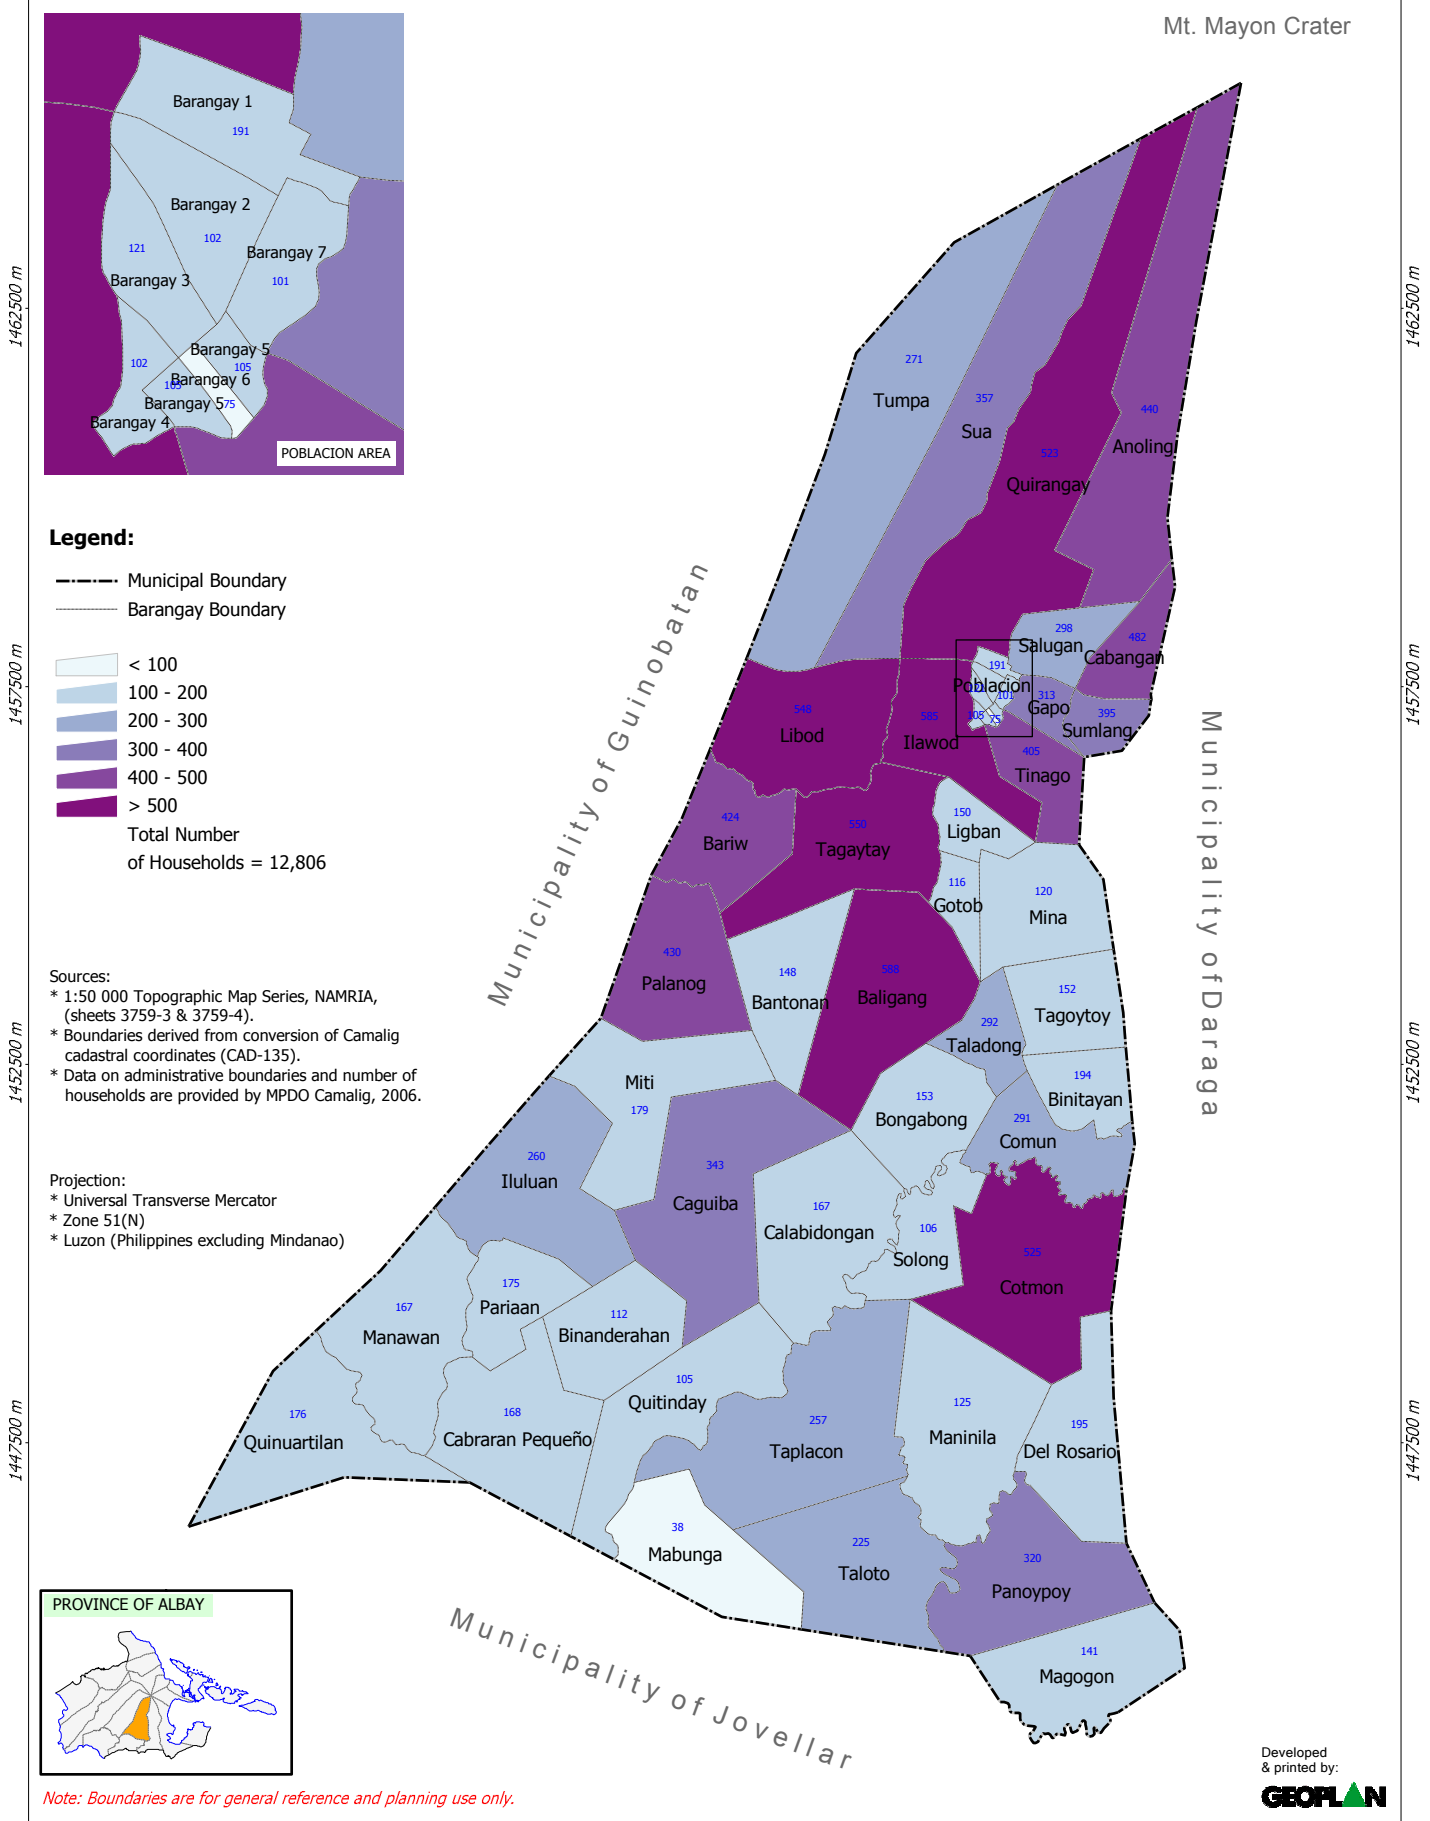 Mt. Mayon Crater
Barangay 1
191
Barangay 2
102
121
Barangay 3
Barangay 7
101
Barangay 5
105
102
Barangay 6
105
Barangay 5
75
Barangay 4
POBLACION AREA
1462500 m
1462500 m
1457500 m
1457500 m
1452500 m
1452500 m
1447500 m
1447500 m
Legend:
Municipal Boundary
Barangay Boundary
< 100
100 - 200
200 - 300
300 - 400
400 - 500
> 500
Total Number
of Households = 12,806
Sources:
* 1:50 000 Topographic Map Series, NAMRIA,
(sheets 3759-3 & 3759-4).
* Boundaries derived from conversion of Camalig
cadastral coordinates (CAD-135).
* Data on administrative boundaries and number of
households are provided by MPDO Camalig, 2006.
Projection:
* Universal Transverse Mercator
* Zone 51(N)
* Luzon (Philippines excluding Mindanao)
Municipality of Guinobatan
Municipality of Daraga
Municipality of Jovellar
271
Tumpa
357
Sua
523
Quirangay
440
Anoling
298
Salugan
482
Cabangan
191
Poblacion
101
105
75
313
Gapo
395
Sumlang
405
Tinago
548
Libod
585
Ilawod
424
Bariw
550
Tagaytay
150
Ligban
116
Gotob
120
Mina
430
Palanog
148
Bantonan
588
Baligang
152
Tagoytoy
292
Taladong
194
Binitayan
Miti
179
153
Bongabong
291
Comun
260
Iluluan
343
Caguiba
167
Calabidongan
106
Solong
525
Cotmon
175
Pariaan
167
Manawan
112
Binanderahan
105
Quitinday
176
Quinuartilan
168
Cabraran Pequeño
257
Taplacon
125
Maninila
195
Del Rosario
38
Mabunga
225
Taloto
320
Panoypoy
141
Magogon
PROVINCE OF ALBAY
Note: Boundaries are for general reference and planning use only.
Developed
& printed by:
GEOPLAN